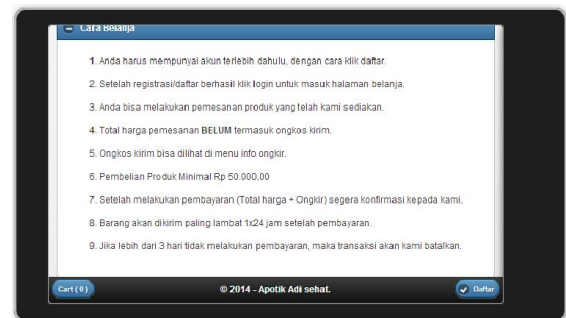 Cara Belanja
1. Anda harus mempunyai akun terlebih dahulu, dengan cara klik daftar.
2. Setelah registrasi/daftar berhasil klik login untuk masuk halaman belanja.
3. Anda bisa melakukan pemesanan produk yang telah kami sediakan.
4. Total harga pemesanan BELUM termasuk ongkos kirim.
5. Ongkos kirim bisa dilihat di menu info ongkir.
6. Pembelian Produk Minimal Rp 50.000,00
7. Setelah melakukan pembayaran (Total harga + Ongkir) segera konfirmasi kepada kami.
8. Barang akan dikirim paling lambat 1x24 jam setelah pembayaran.
9. Jika lebih dari 3 hari tidak melakukan pembayaran, maka transaksi akan kami batalkan.
Cart ( 0 )
© 2014 - Apotik Adi sehat.
Daftar